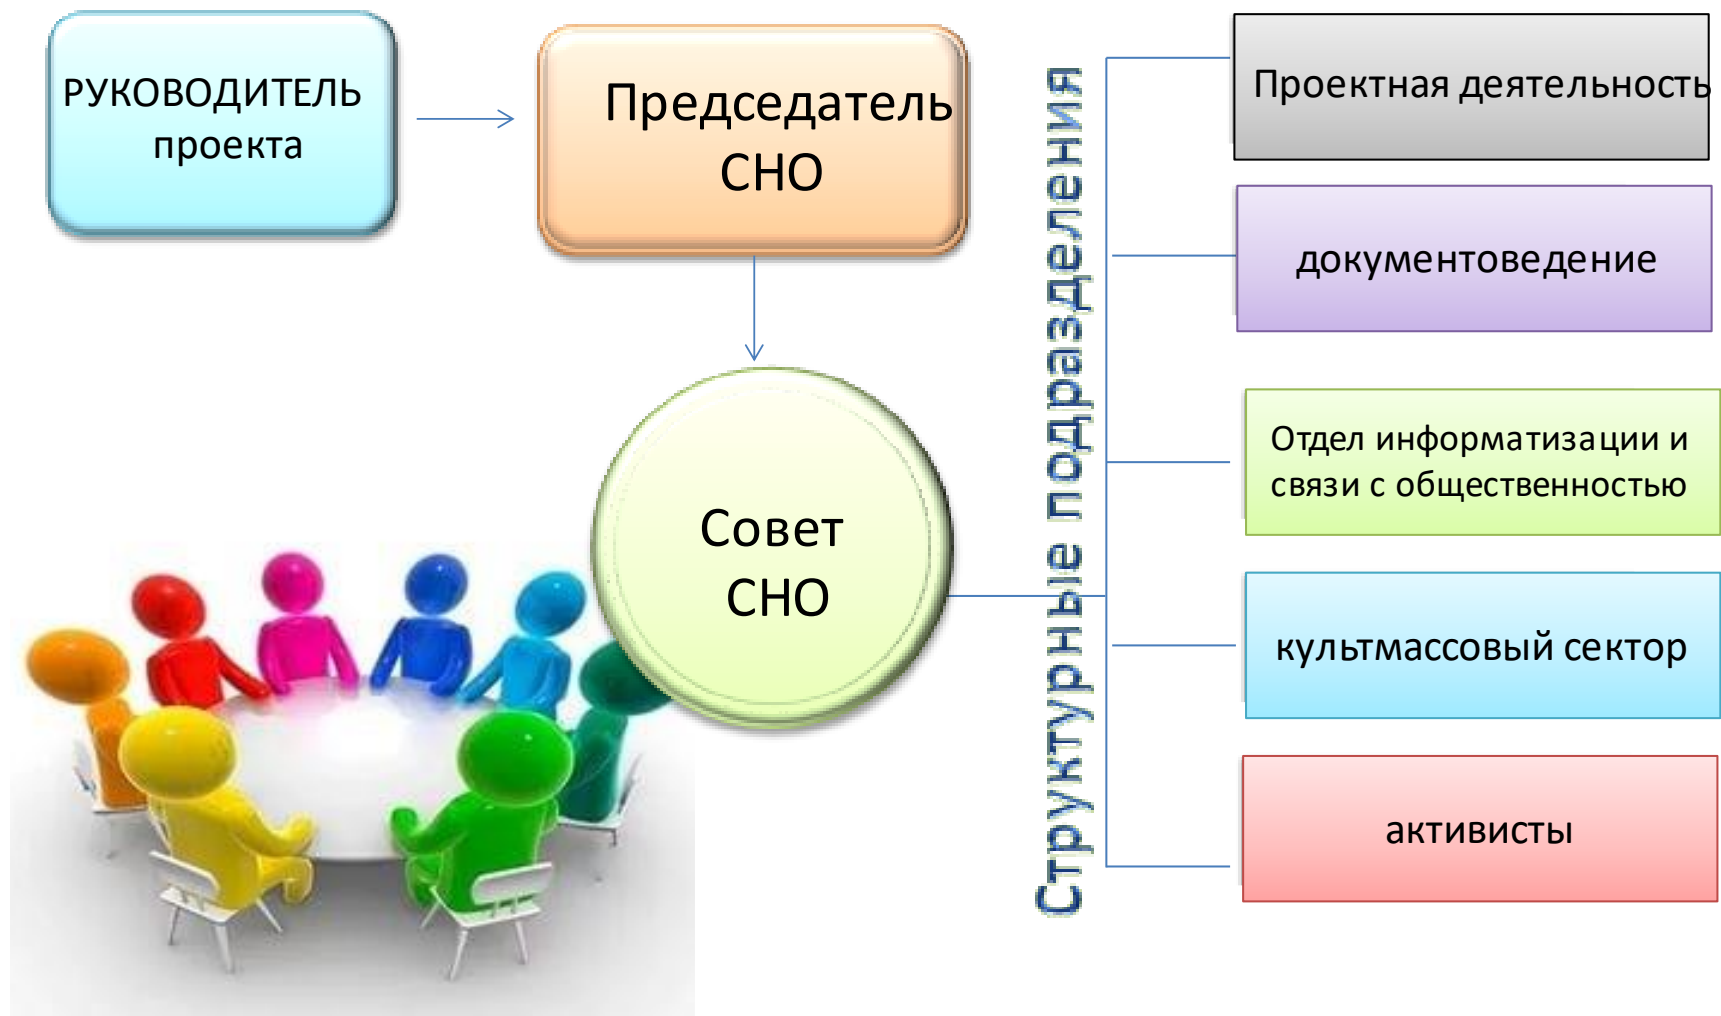 РУКОВОДИТЕЛЬ
проекта
Председатель
СНО
Совет
СНО
Структурные подразделения
Проектная деятельность
документоведение
Отдел информатизации и
связи с общественностью
культмассовый сектор
активисты